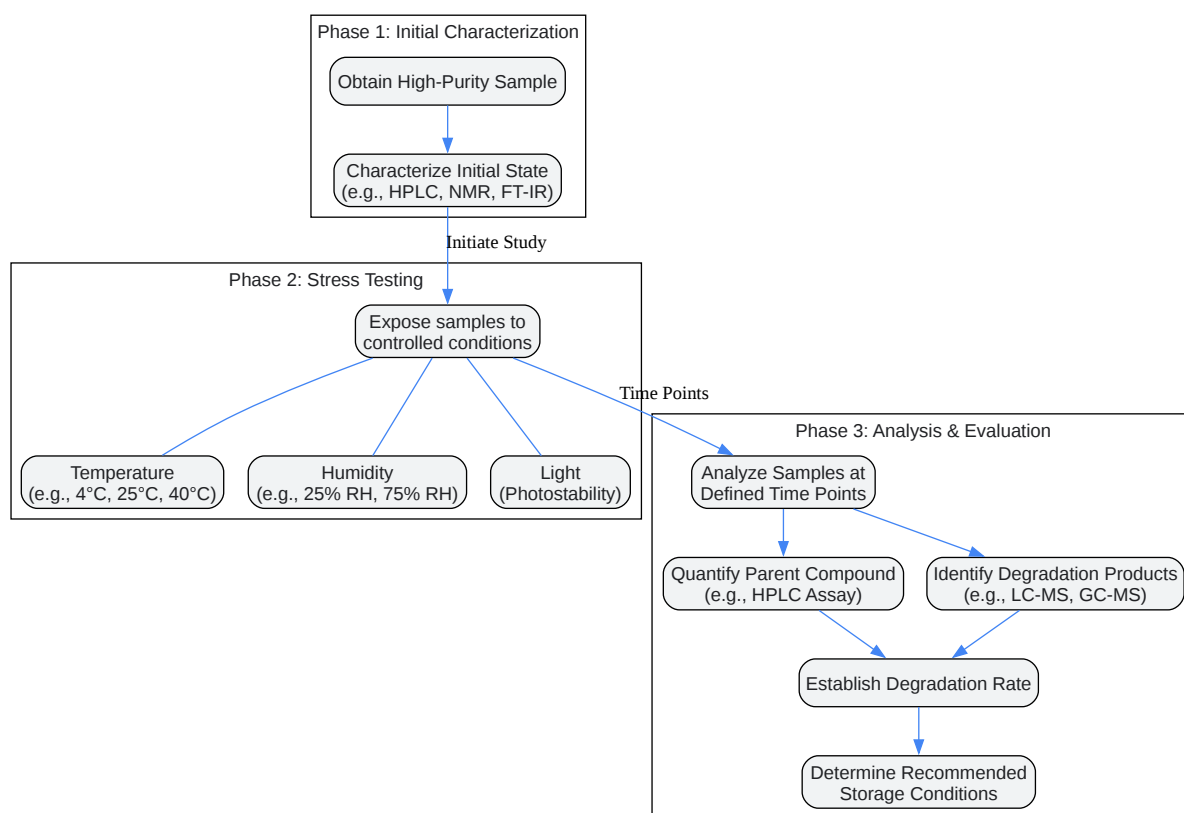 Phase 1: Initial Characterization
Obtain High-Purity Sample
Characterize Initial State
(e.g., HPLC, NMR, FT-IR)
Initiate Study
Phase 2: Stress Testing
Expose samples to
controlled conditions
Time Points
Temperature
(e.g., 4°C, 25°C, 40°C)
Humidity
(e.g., 25% RH, 75% RH)
Light
(Photostability)
Phase 3: Analysis & Evaluation
Analyze Samples at
Defined Time Points
Quantify Parent Compound
(e.g., HPLC Assay)
Identify Degradation Products
(e.g., LC-MS, GC-MS)
Establish Degradation Rate
Determine Recommended
Storage Conditions